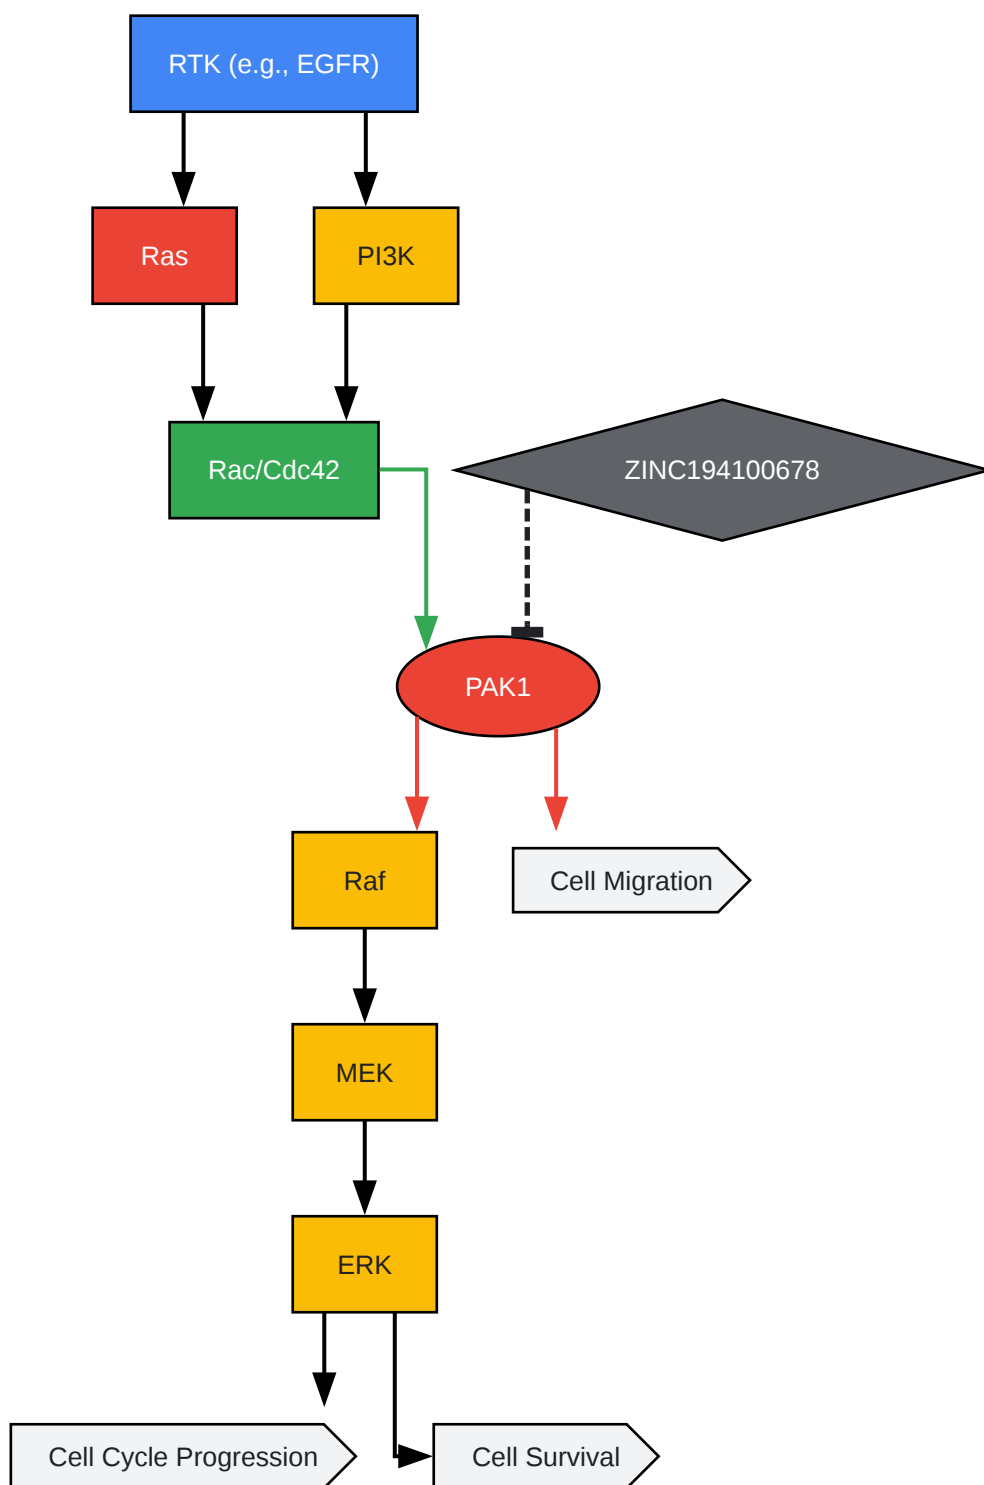 RTK (e.g., EGFR)
Ras
PI3K
Rac/Cdc42
ZINC194100678
PAK1
Raf
Cell Migration
MEK
ERK
Cell Cycle Progression
Cell Survival